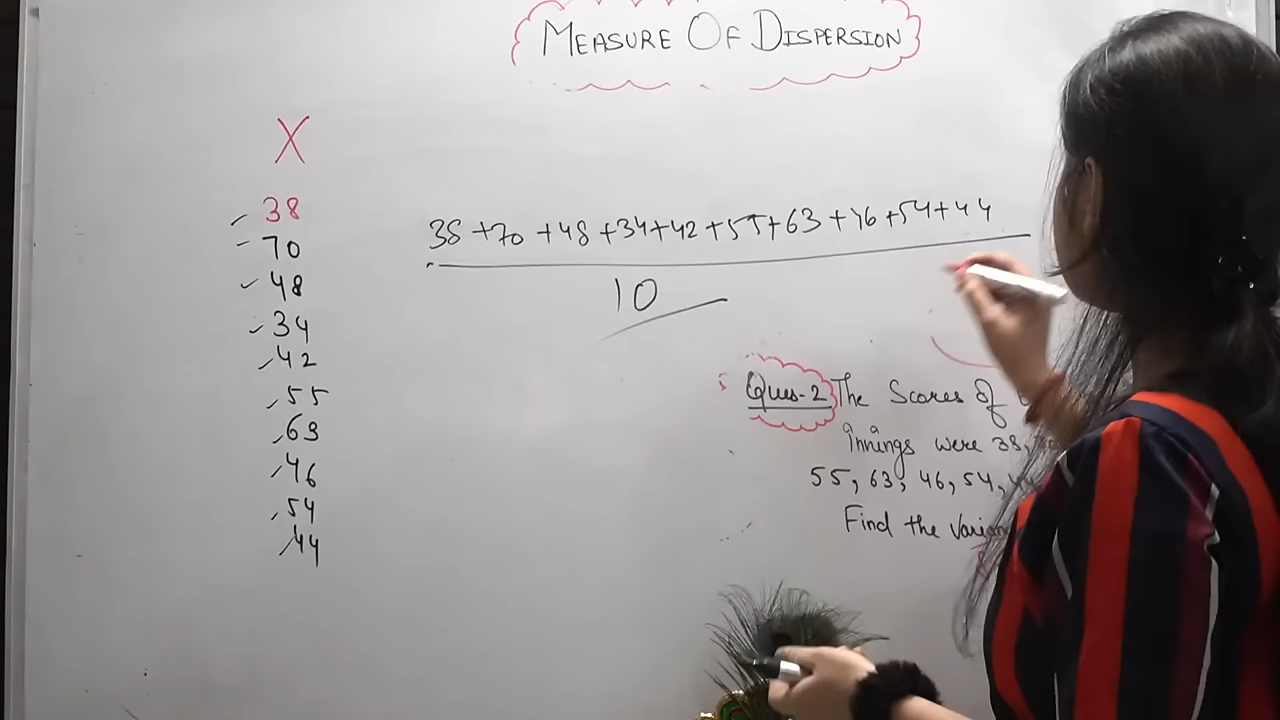 MEASURE OF DISPERSION
X
38
70
48
34
42
55
63
46
54
44
38 +70 +48 +34+42 +55+63 +46 +54+44
10
Ques-2 The Scores of
innings were 38,
55, 63, 46, 54,
Find the